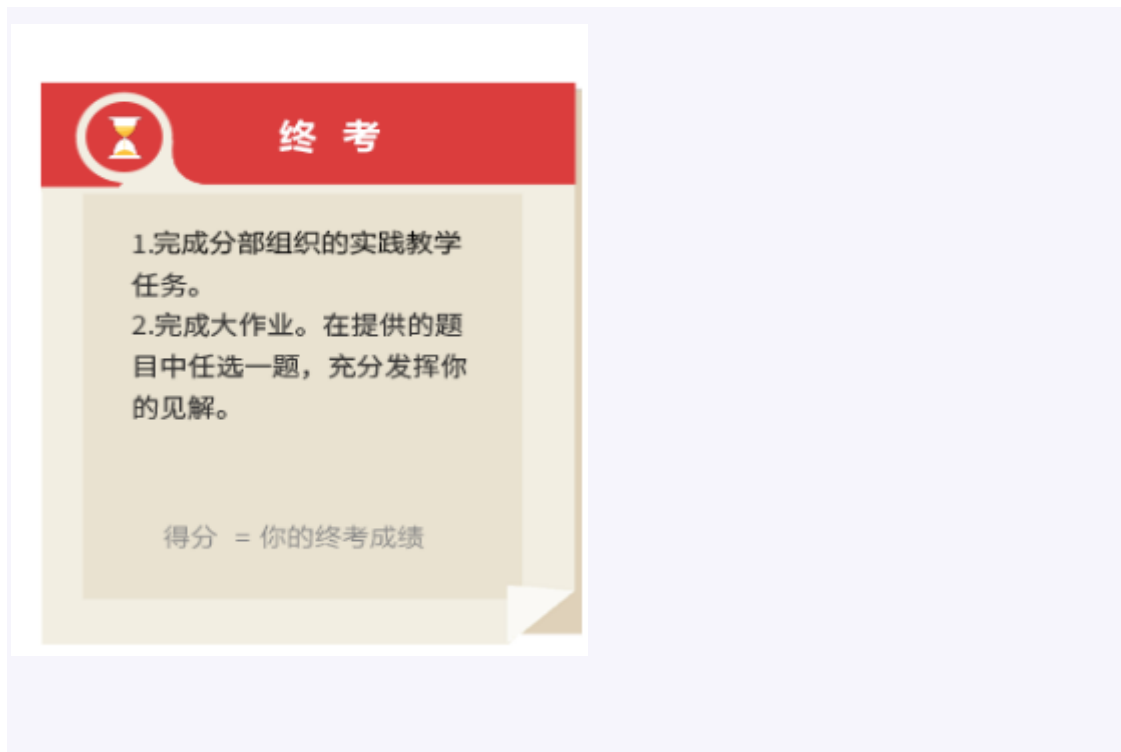 终 考
1.完成分部组织的实践教学
任务。
2.完成大作业。在提供的题
目中任选一题，充分发挥你
的见解。
得分 = 你的终考成绩